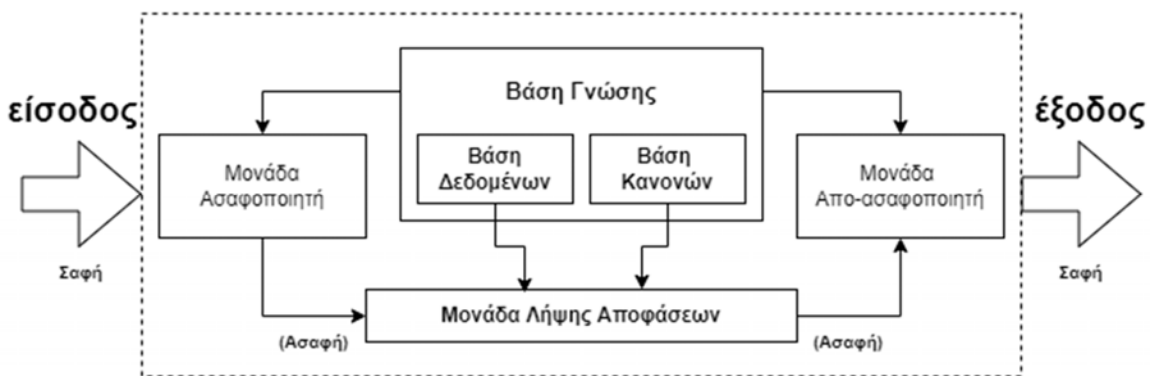 είσοδος
Σαφή
Μονάδα
Ασαφοποιητή
Βάση Γνώσης
Βάση
Δεδομένων
Βάση
Κανονών
Μονάδα
Απο-ασαφοποιητή
(Ασαφή)
Μονάδα Λήψης Αποφάσεων
(Ασαφή)
έξοδος
Σαφή